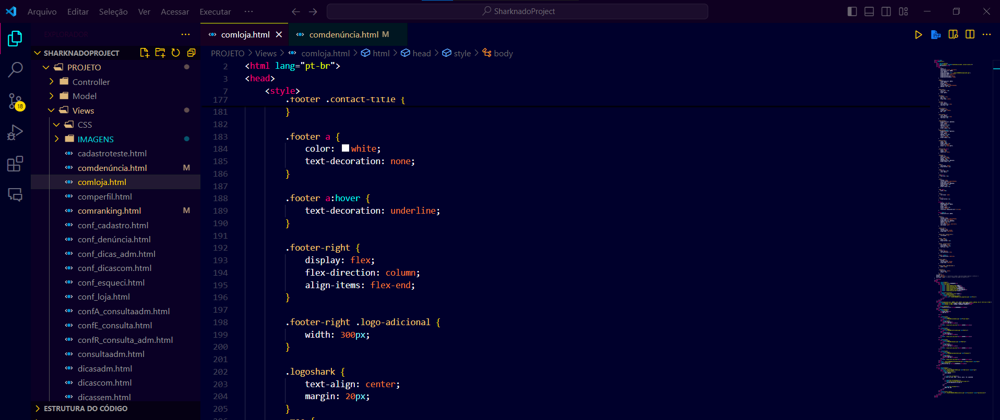 Arquivo Editar Seleção Ver Acessar Executar ··· SharknadoProject
EXPLORADOR ···
SHARKNADOPROJECT
PROJETO
Controller
Model
Views
CSS
IMAGENS
cadastroteste.html
comdenúncia.html M
comloja.html
comperfil.html
comranking.html M
conf_cadastro.html
conf_denúncia.html
conf_dicas_adm.html
conf_dicascom.html
conf_esqueci.html
conf_loja.html
confA_consultaadm.html
confE_consulta.html
confR_consulta_adm.html
consultaadm.html
dicasadm.html
dicascom.html
dicassem.html
ESTRUTURA DO CÓDIGO
18
comloja.html comdenúncia.html M
PROJETO > Views > comloja.html > html > head > style > body
2 <html lang="pt-br">
3 <head>
7 <style>
177 .footer .contact-title {
181 }
182
183 .footer a {
184 color: white;
185 text-decoration: none;
186 }
187
188 .footer a:hover {
189 text-decoration: underline;
190 }
191
192 .footer-right {
193 display: flex;
194 flex-direction: column;
195 align-items: flex-end;
196 }
197
198 .footer-right .logo-adicional {
199 width: 300px;
200 }
201
202 .logoshark {
203 text-align: center;
204 margin: 20px;
205 }